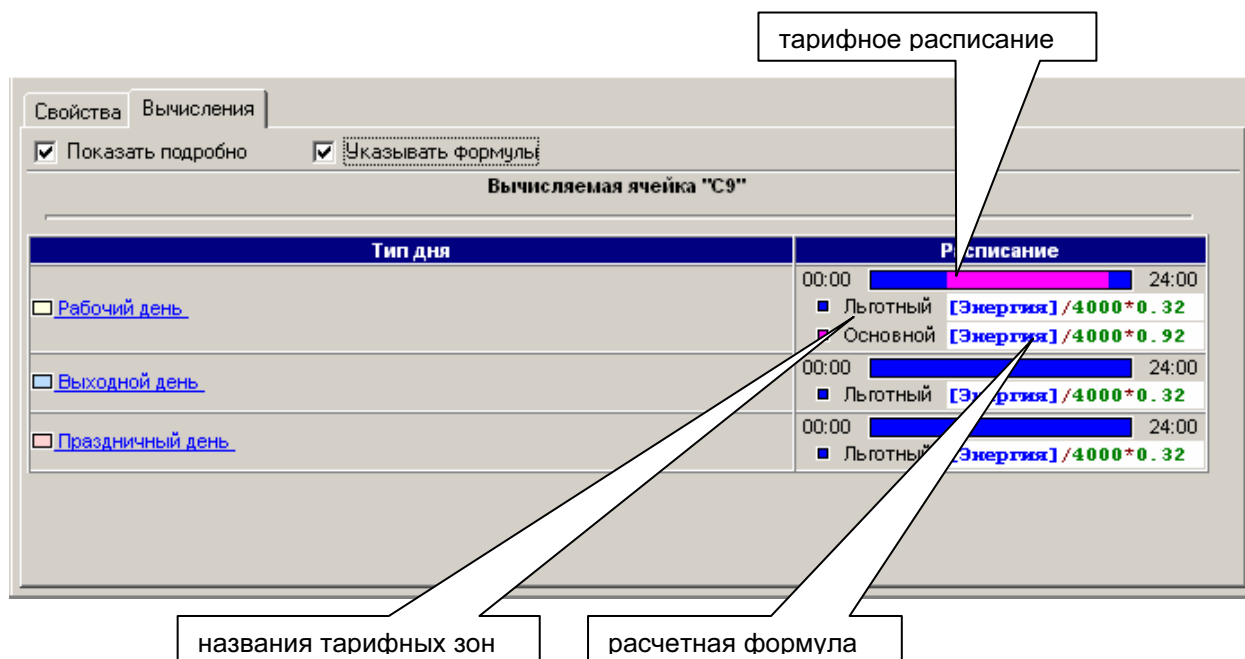 тарифное расписание
Свойства Вычисления
Показать подробно Указывать формулы
Вычисляемая ячейка "C9"
Тип дня Расписание
00:00 24:00
Рабочий день
Льготный [Энергия]/4000*0.32
Основной [Энергия]/4000*0.92
00:00 24:00
Выходной день
Льготный [Энергия]/4000*0.32
00:00 24:00
Праздничный день
Льготный [Энергия]/4000*0.32
названия тарифных зон расчетная формула